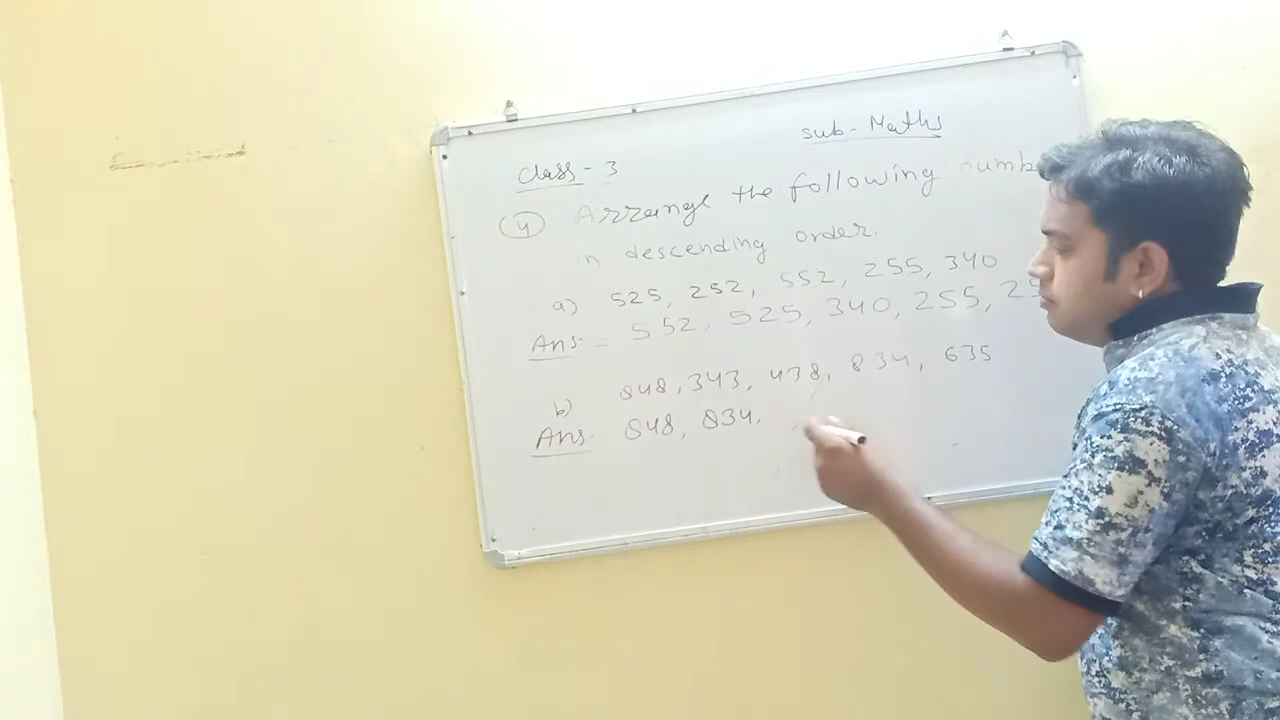 sub - Maths
Class - 3
4 Arrange the following
in descending order.
a) 525, 252, 552, 255, 340
Ans. = 552, 525, 340, 255,
b) 848, 343, 438, 834, 635
Ans. 848, 834,